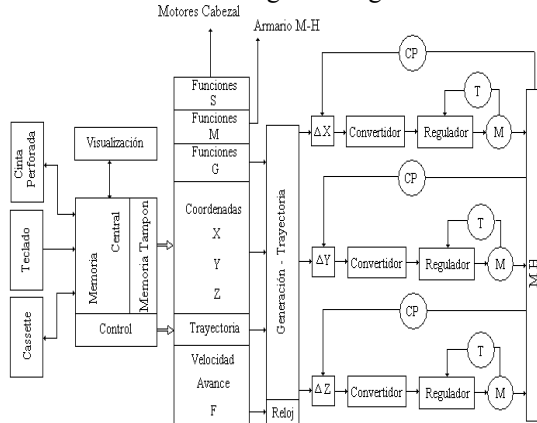 Motores Cabezal
Armario M-H
Funciones
S
Funciones
M
Funciones
G
Coordenadas
X
Y
Z
Trayectoria
Velocidad
Avance
F
Cinta
Perforada
Teclado
Cassette
Visualización
Memoria
Central
Memoria Tampon
Control
Generación - Trayectoria
Reloj
CP
T
ΔX
Convertidor
Regulador
M
CP
T
ΔY
Convertidor
Regulador
M
CP
T
ΔZ
Convertidor
Regulador
M
M-H